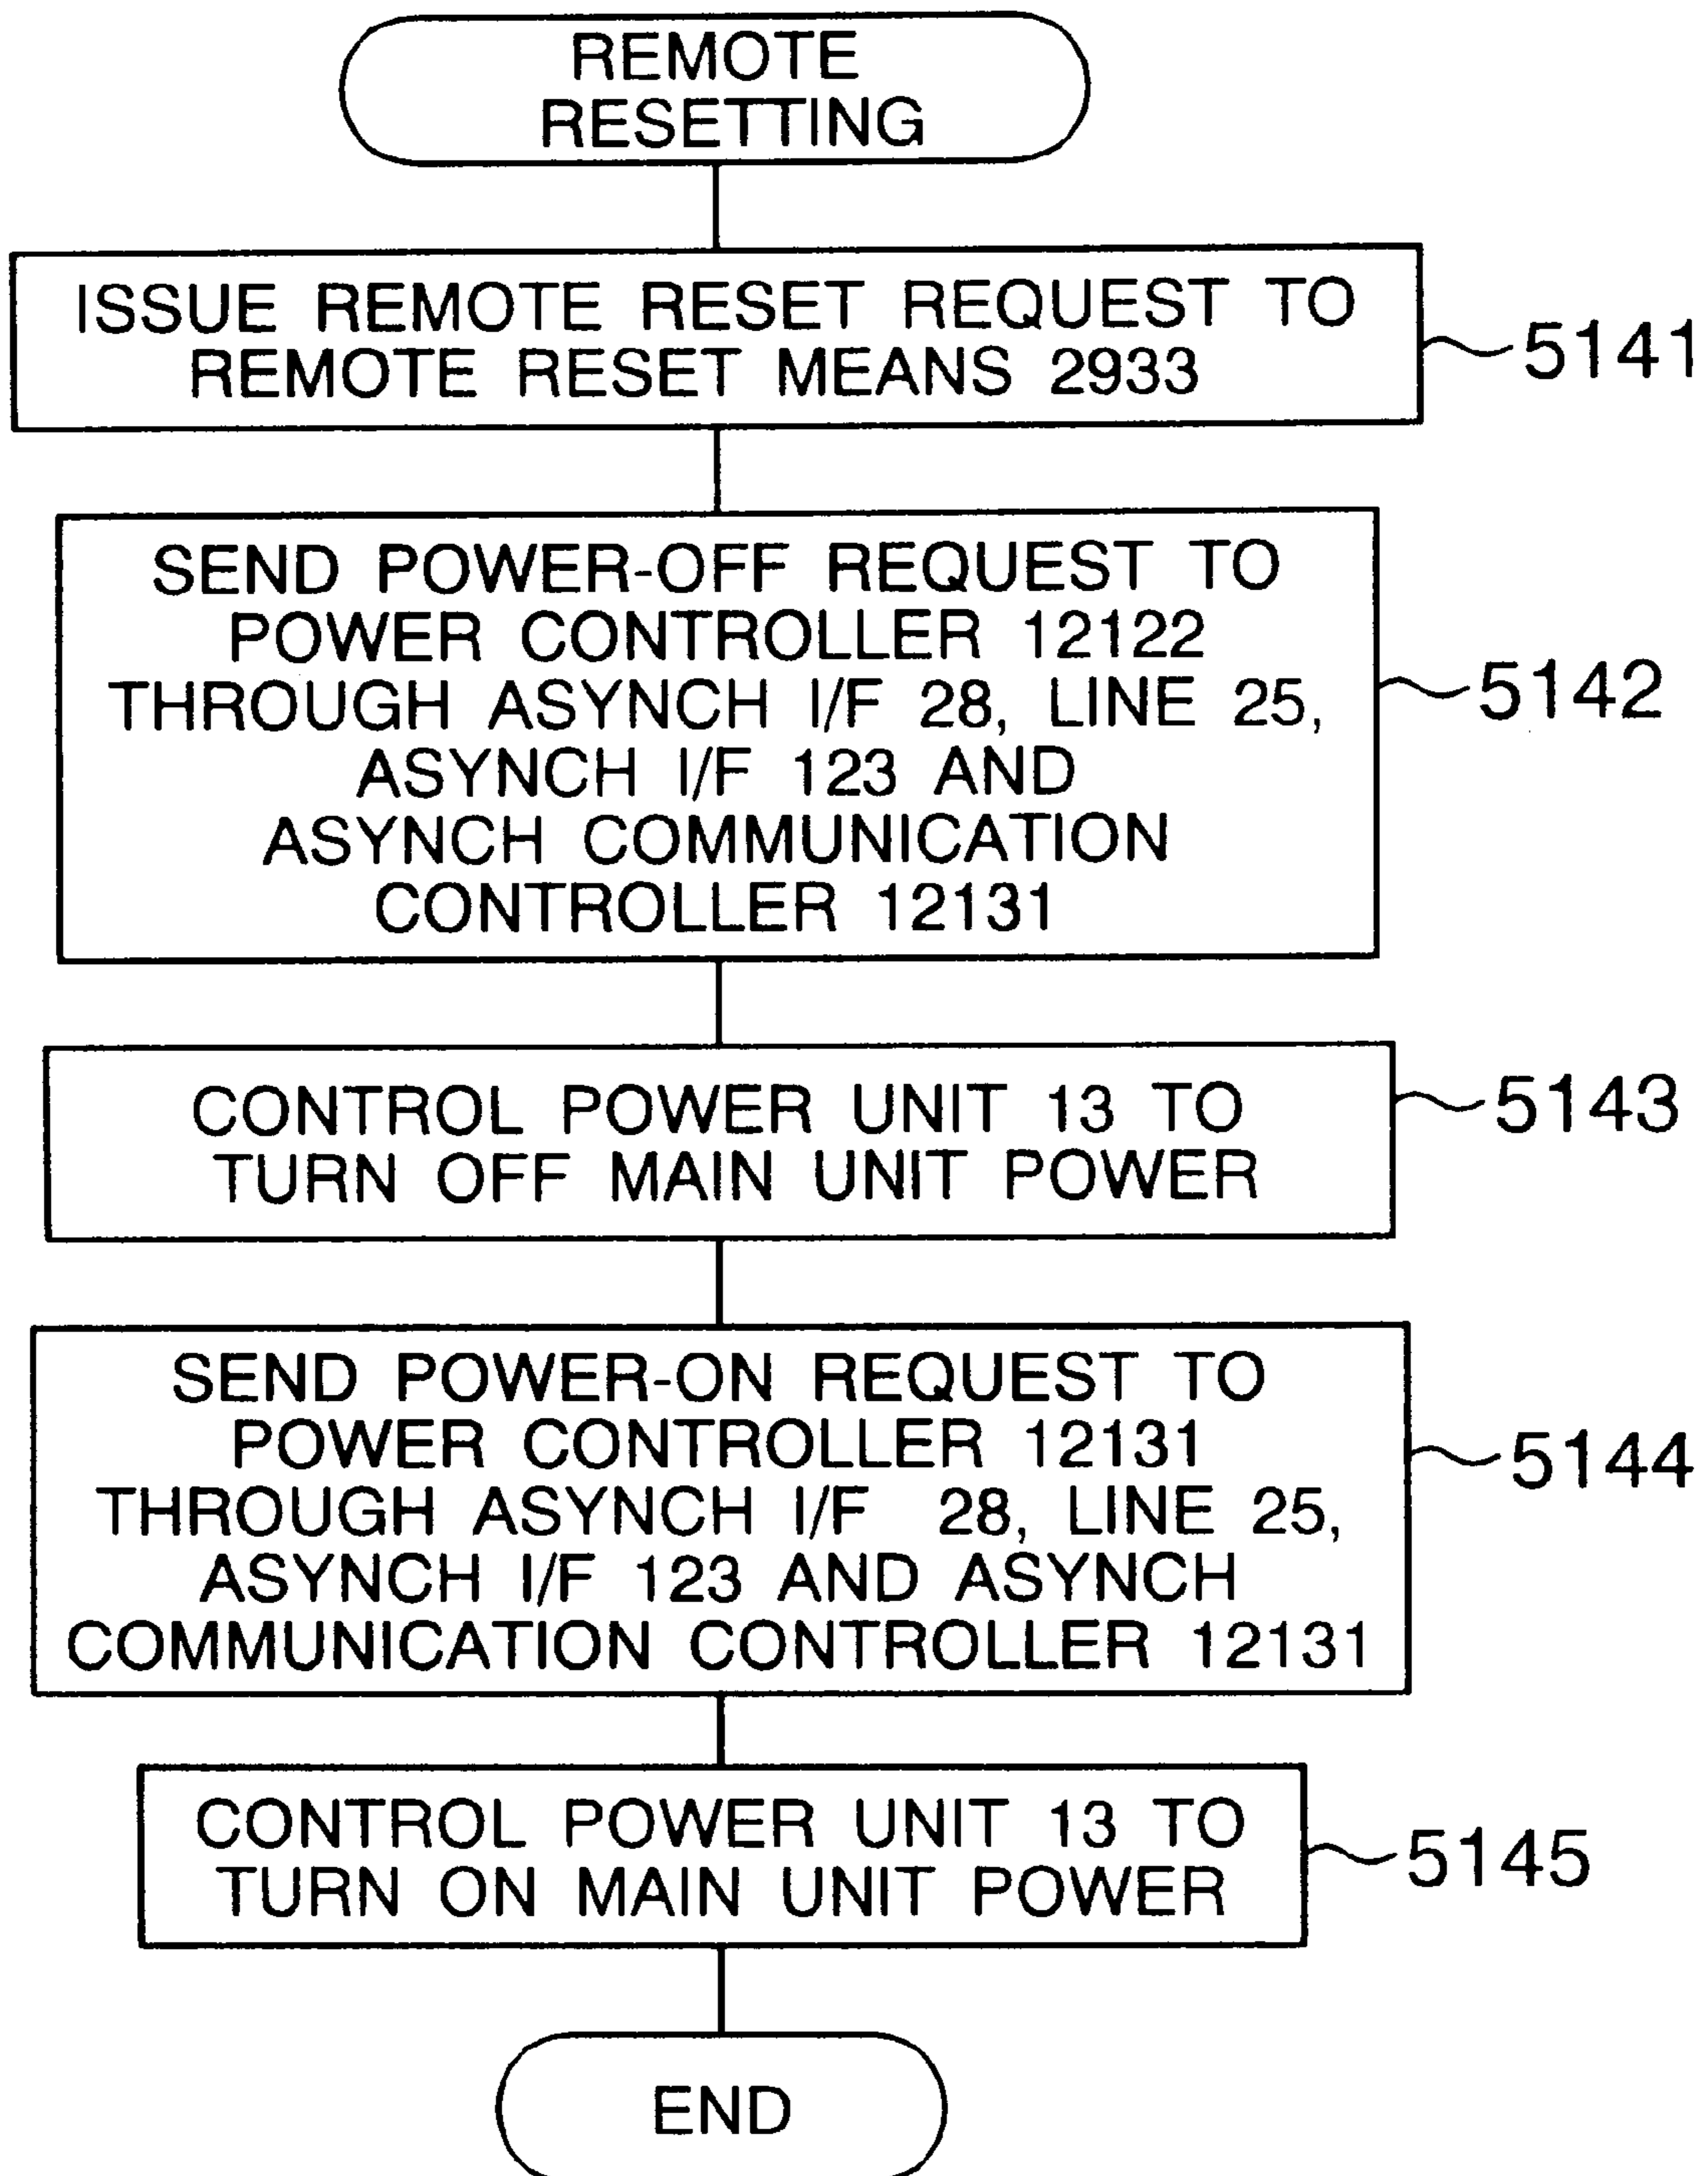 REMOTE
RESETTING
ISSUE REMOTE RESET REQUEST TO
REMOTE RESET MEANS 2933
5141
SEND POWER-OFF REQUEST TO
POWER CONTROLLER 12122
THROUGH ASYNCH I/F 28, LINE 25,
ASYNCH I/F 123 AND
ASYNCH COMMUNICATION
CONTROLLER 12131
5142
CONTROL POWER UNIT 13 TO
TURN OFF MAIN UNIT POWER
5143
SEND POWER-ON REQUEST TO
POWER CONTROLLER 12131
THROUGH ASYNCH I/F 28, LINE 25,
ASYNCH I/F 123 AND ASYNCH
COMMUNICATION CONTROLLER 12131
5144
CONTROL POWER UNIT 13 TO
TURN ON MAIN UNIT POWER
5145
END